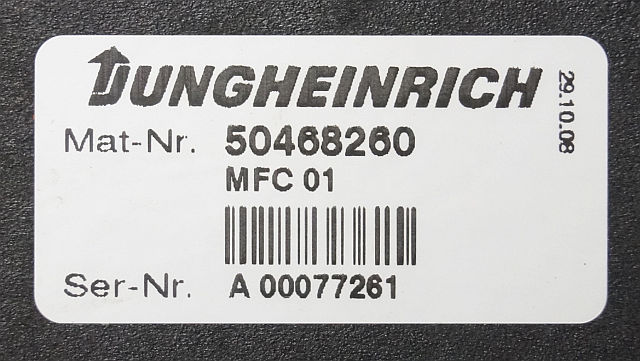 JUNGHEINRICH
29.10.08
Mat-Nr. 50468260
MFC 01
Ser-Nr. A 00077261